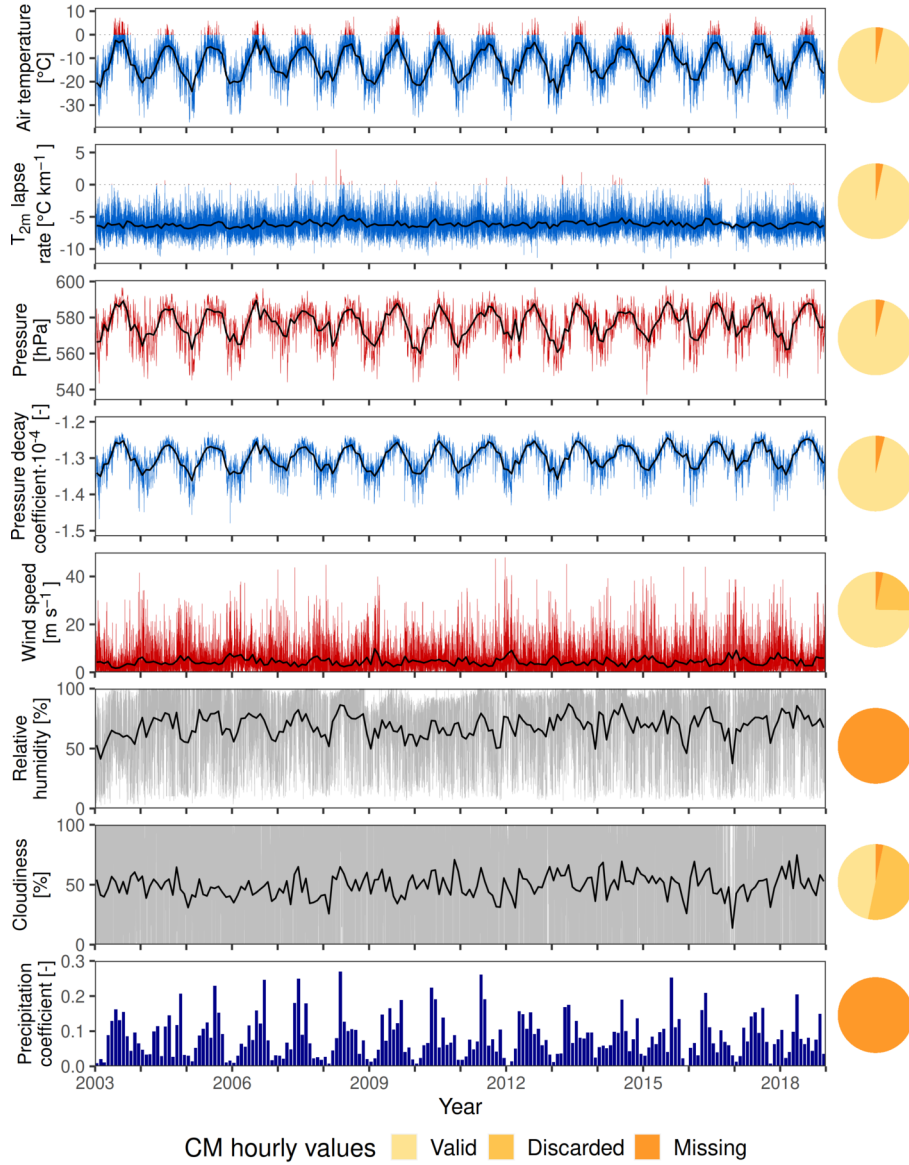 Air temperature
[°C]
10
0
-10
-20
-30
T2m lapse
rate [°C km⁻¹]
5
0
-5
-10
Pressure
[hPa]
600
580
560
540
Pressure decay
coefficient·10⁻⁴ [-]
-1.2
-1.3
-1.4
-1.5
Wind speed
[m s⁻¹]
40
20
0
Relative
humidity [%]
100
50
0
Cloudiness
[%]
100
50
0
Precipitation
coefficient [-]
0.3
0.2
0.1
0.0
2003 2006 2009 2012 2015 2018
Year
CM hourly values Valid Discarded Missing